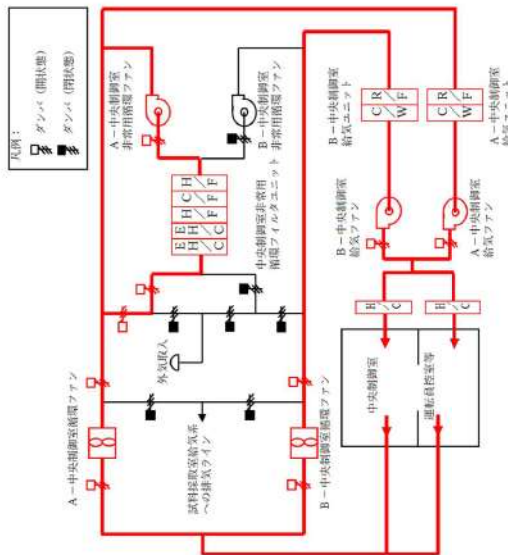 凡例：
ダンパ（開状態）
ダンパ（閉状態）
A－中央制御室
非常用循環ファン
B－中央制御室
非常用循環ファン
B－中央制御室
給気ユニット
A－中央制御室
給気ユニット
C R
W F
C R
W F
E E H C H
H H F F F
C C
中央制御室非常用
循環フィルタユニット
B－中央制御室
給気ファン
A－中央制御室
給気ファン
H C
H C
外気取入
中央制御室
運転員控室等
A－中央制御室循環ファン
試料採取室給気系
への排気ライン
B－中央制御室循環ファン